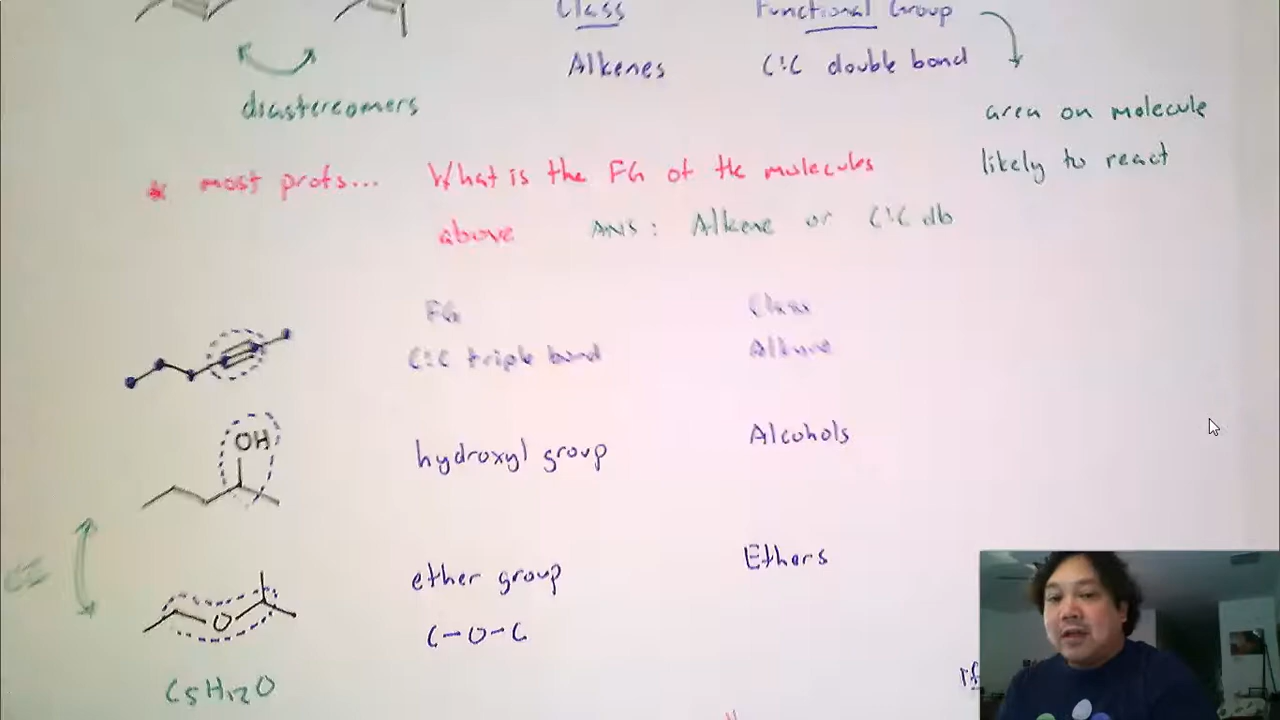 Class Functional Group
Alkenes C!C double bond
diastereomers
area on molecule
likely to react
* most profs... What is the FG of the molecules
above ANS: Alkene or C!C db
FG Class
C!C triple bond Alkyne
OH
hydroxyl group Alcohols
ether group Ethers
O
C-O-C
C5H12O
If